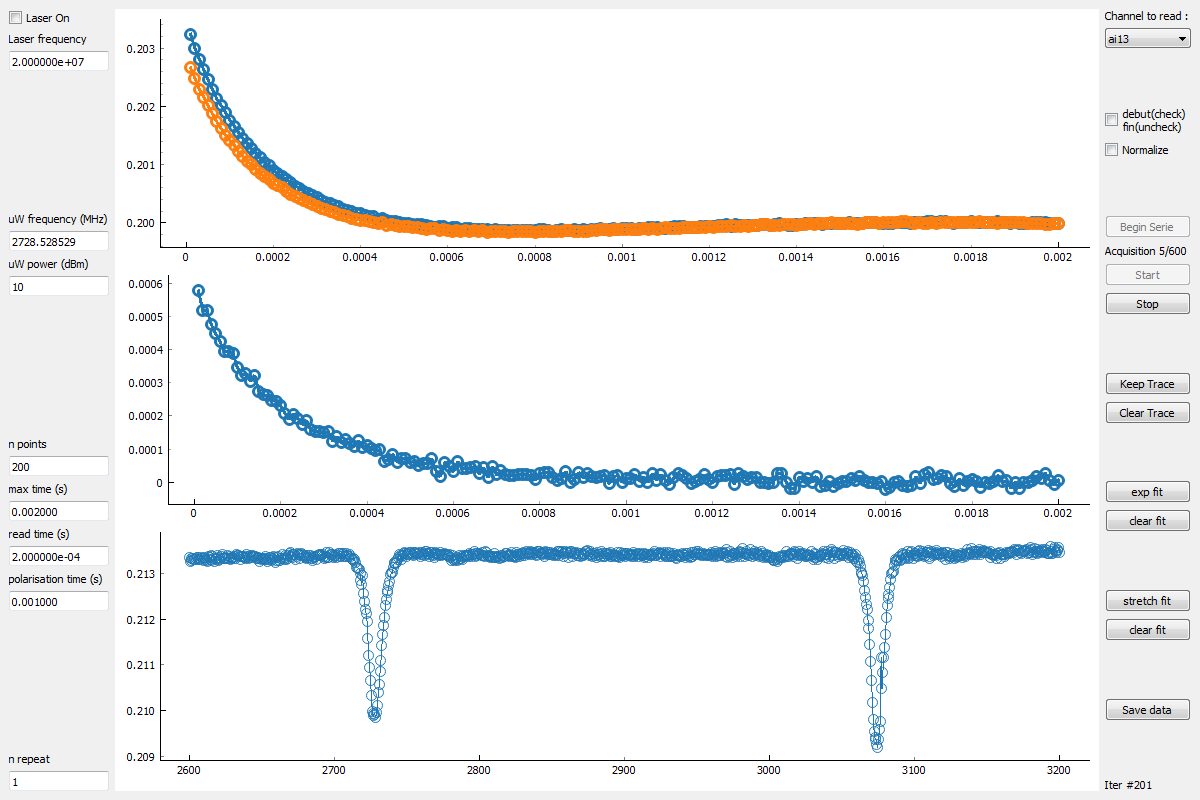 Laser On
Laser frequency
2.000000e+07
uW frequency (MHz)
2728.528529
uW power (dBm)
10
n points
200
max time (s)
0.002000
read time (s)
2.000000e-04
polarisation time (s)
0.001000
n repeat
1
0.203
0.202
0.201
0.200
0 0.0002 0.0004 0.0006 0.0008 0.001 0.0012 0.0014 0.0016 0.0018 0.002
0.0006
0.0005
0.0004
0.0003
0.0002
0.0001
0
0 0.0002 0.0004 0.0006 0.0008 0.001 0.0012 0.0014 0.0016 0.0018 0.002
0.213
0.212
0.211
0.210
0.209
2600 2700 2800 2900 3000 3100 3200
Channel to read :
ai13
debut(check)
fin(uncheck)
Normalize
Begin Serie
Acquisition 5/600
Start
Stop
Keep Trace
Clear Trace
exp fit
clear fit
stretch fit
clear fit
Save data
Iter #201